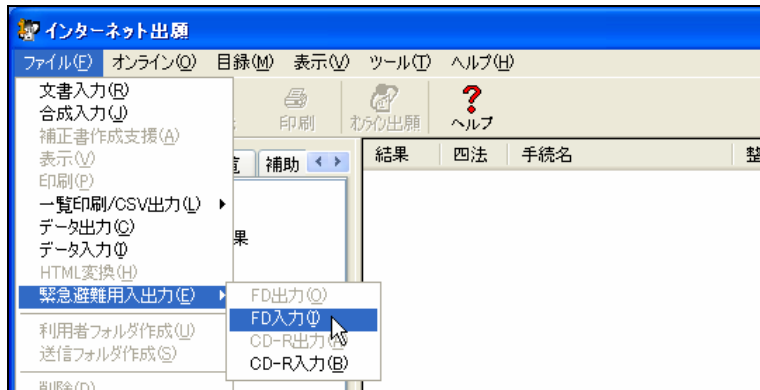 インターネット出願
ファイル(F) オンライン(O) 目録(M) 表示(V) ツール(T) ヘルプ(H)
文書入力(R)
合成入力(J)
補正書作成支援(A)
表示(V)
印刷(P)
一覧印刷/CSV出力(L)
データ出力(C)
データ入力(I)
HTML変換(H)
緊急避難用入出力(E)
利用者フォルダ作成(U)
送信フォルダ作成(S)
削除(D)
印刷 オンライン出願 ヘルプ
補助
結果 四法 手続名 整
果
FD出力(O)
FD入力(I)
CD-R出力
CD-R入力(B)